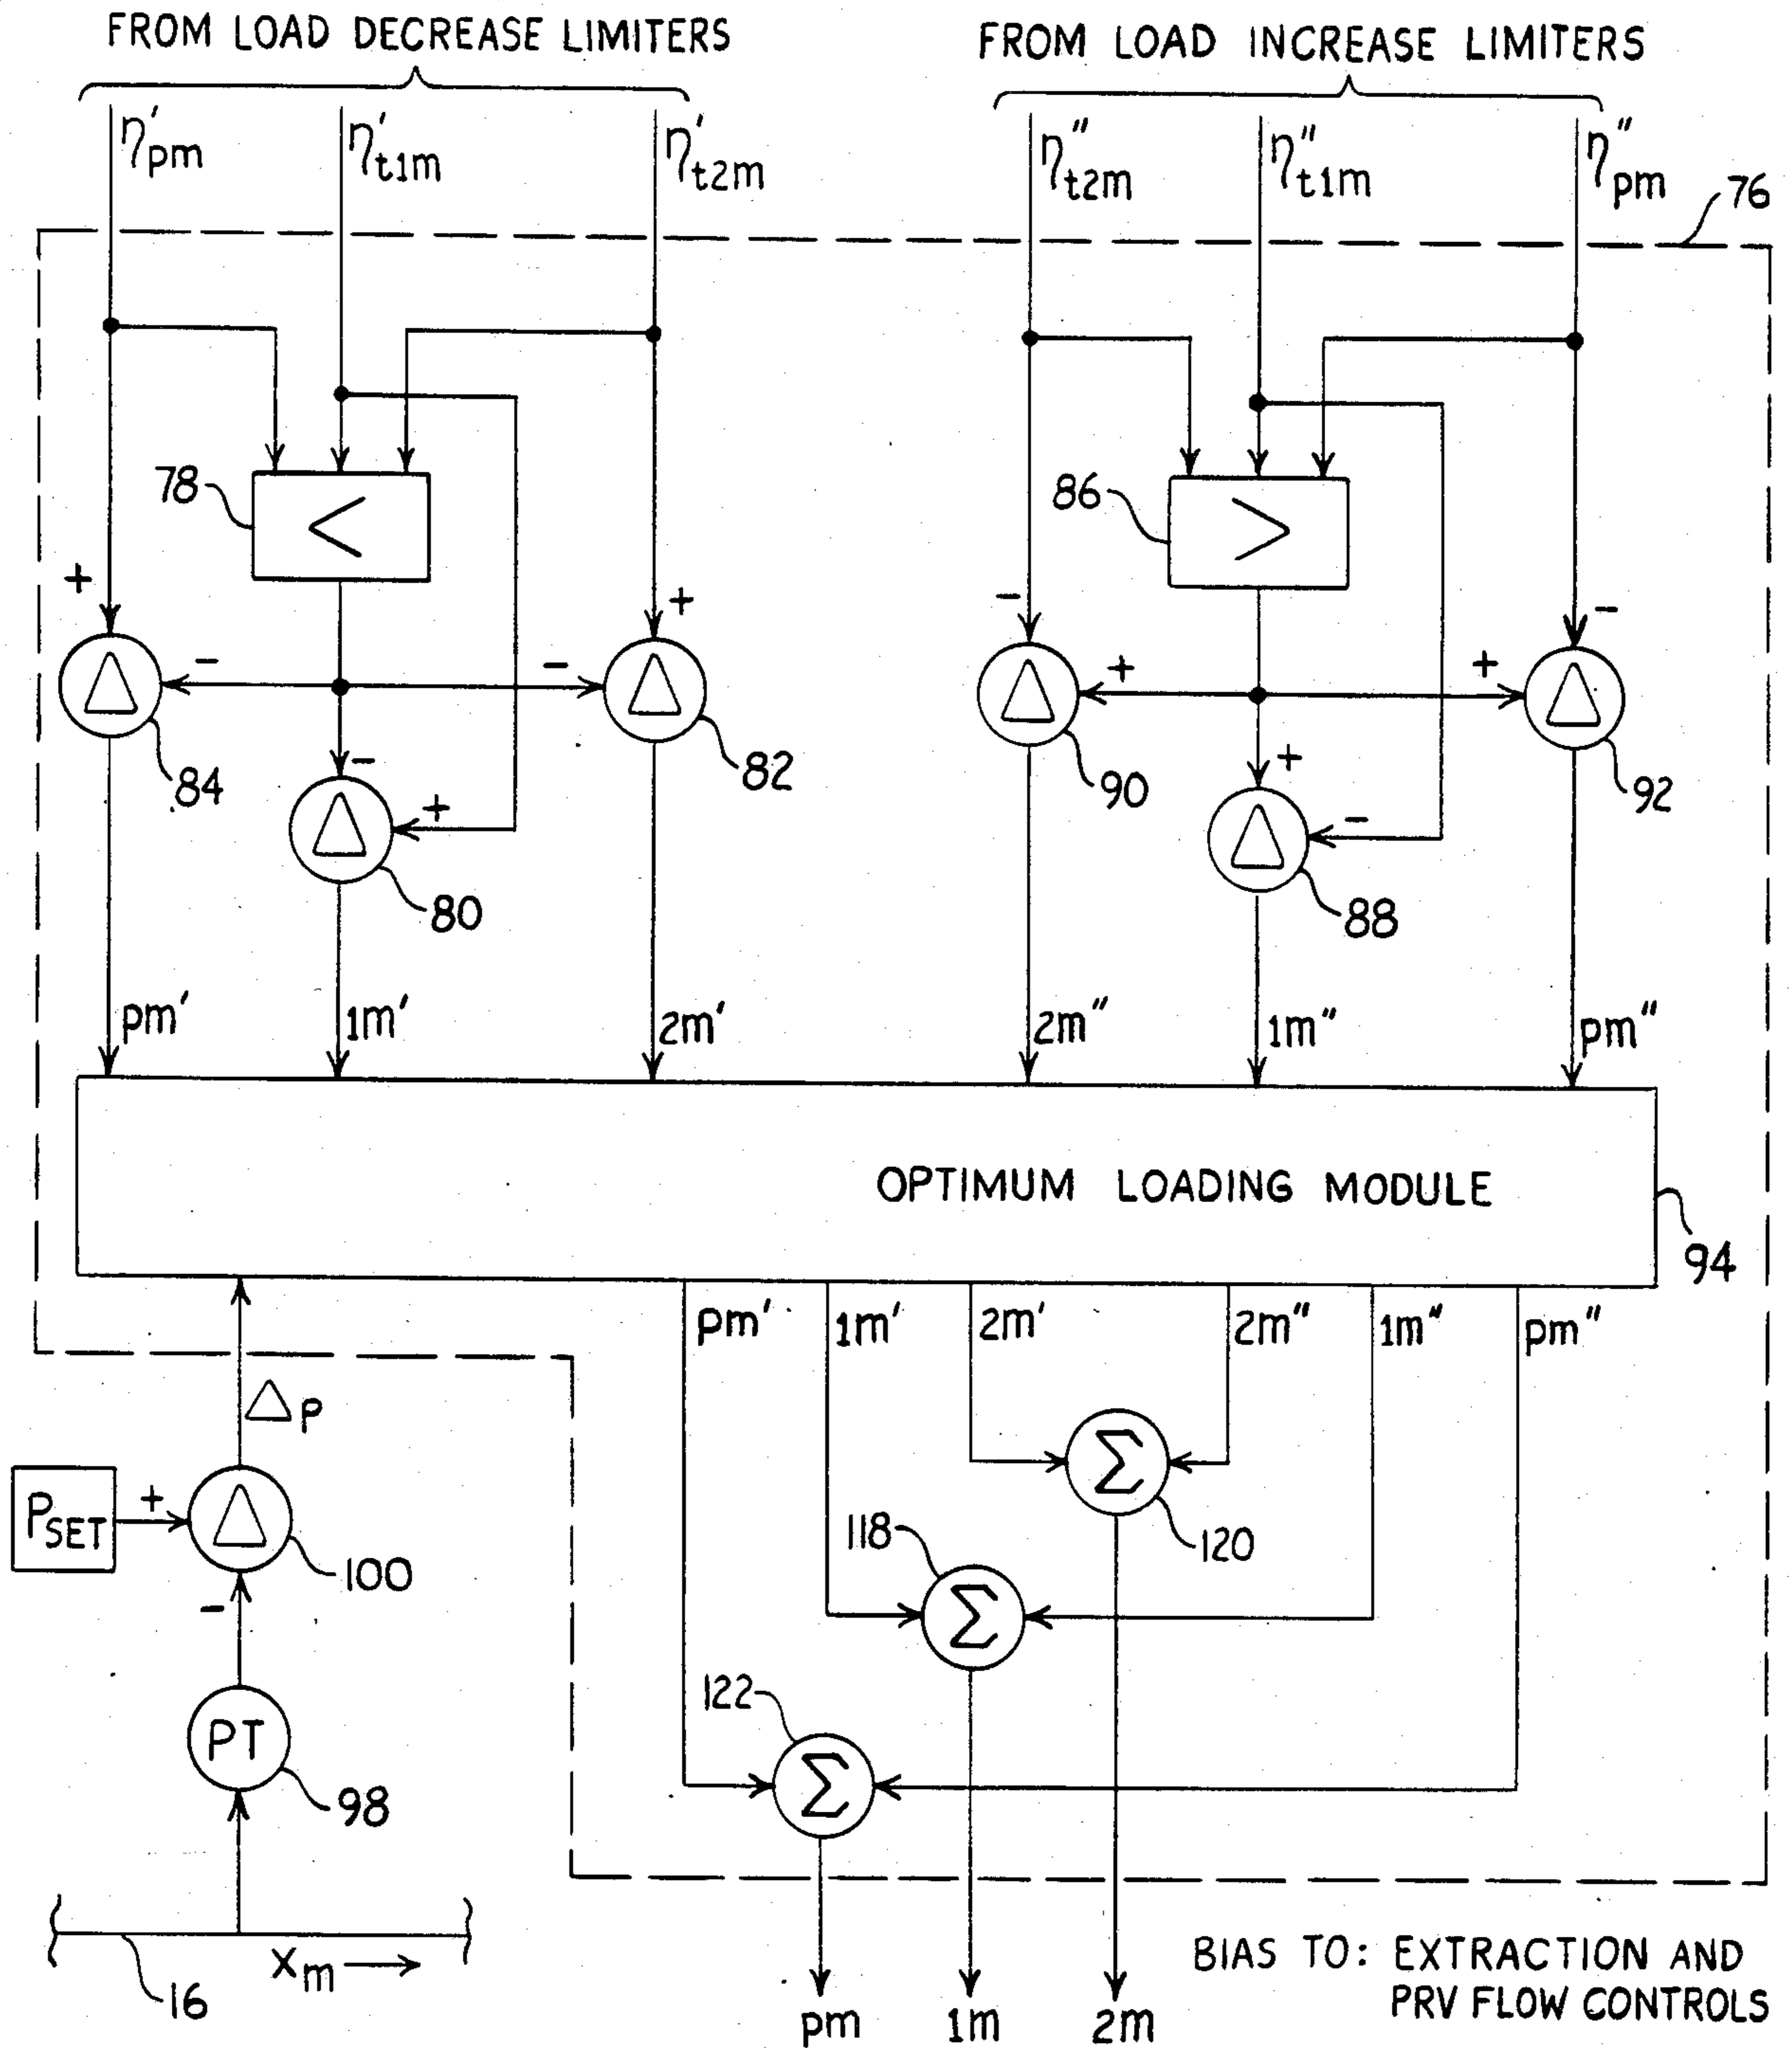 FROM LOAD DECREASE LIMITERS
FROM LOAD INCREASE LIMITERS
η'pm
η't1m
η't2m
η"t2m
η"t1m
η"pm
76
78
<
86
>
+
+
-
-
-
-
-
+
+
84
82
90
92
-
+
+
-
Δ
Δ
Δ
Δ
Δ
Δ
80
88
pm'
1m'
2m'
2m"
1m"
pm"
OPTIMUM LOADING MODULE
94
pm'
1m'
2m'
2m"
1m"
pm"
Δp
PSET
+
Δ
100
-
Σ
120
118
Σ
122
Σ
PT
98
16
Xm
pm
1m
2m
BIAS TO: EXTRACTION AND
PRV FLOW CONTROLS